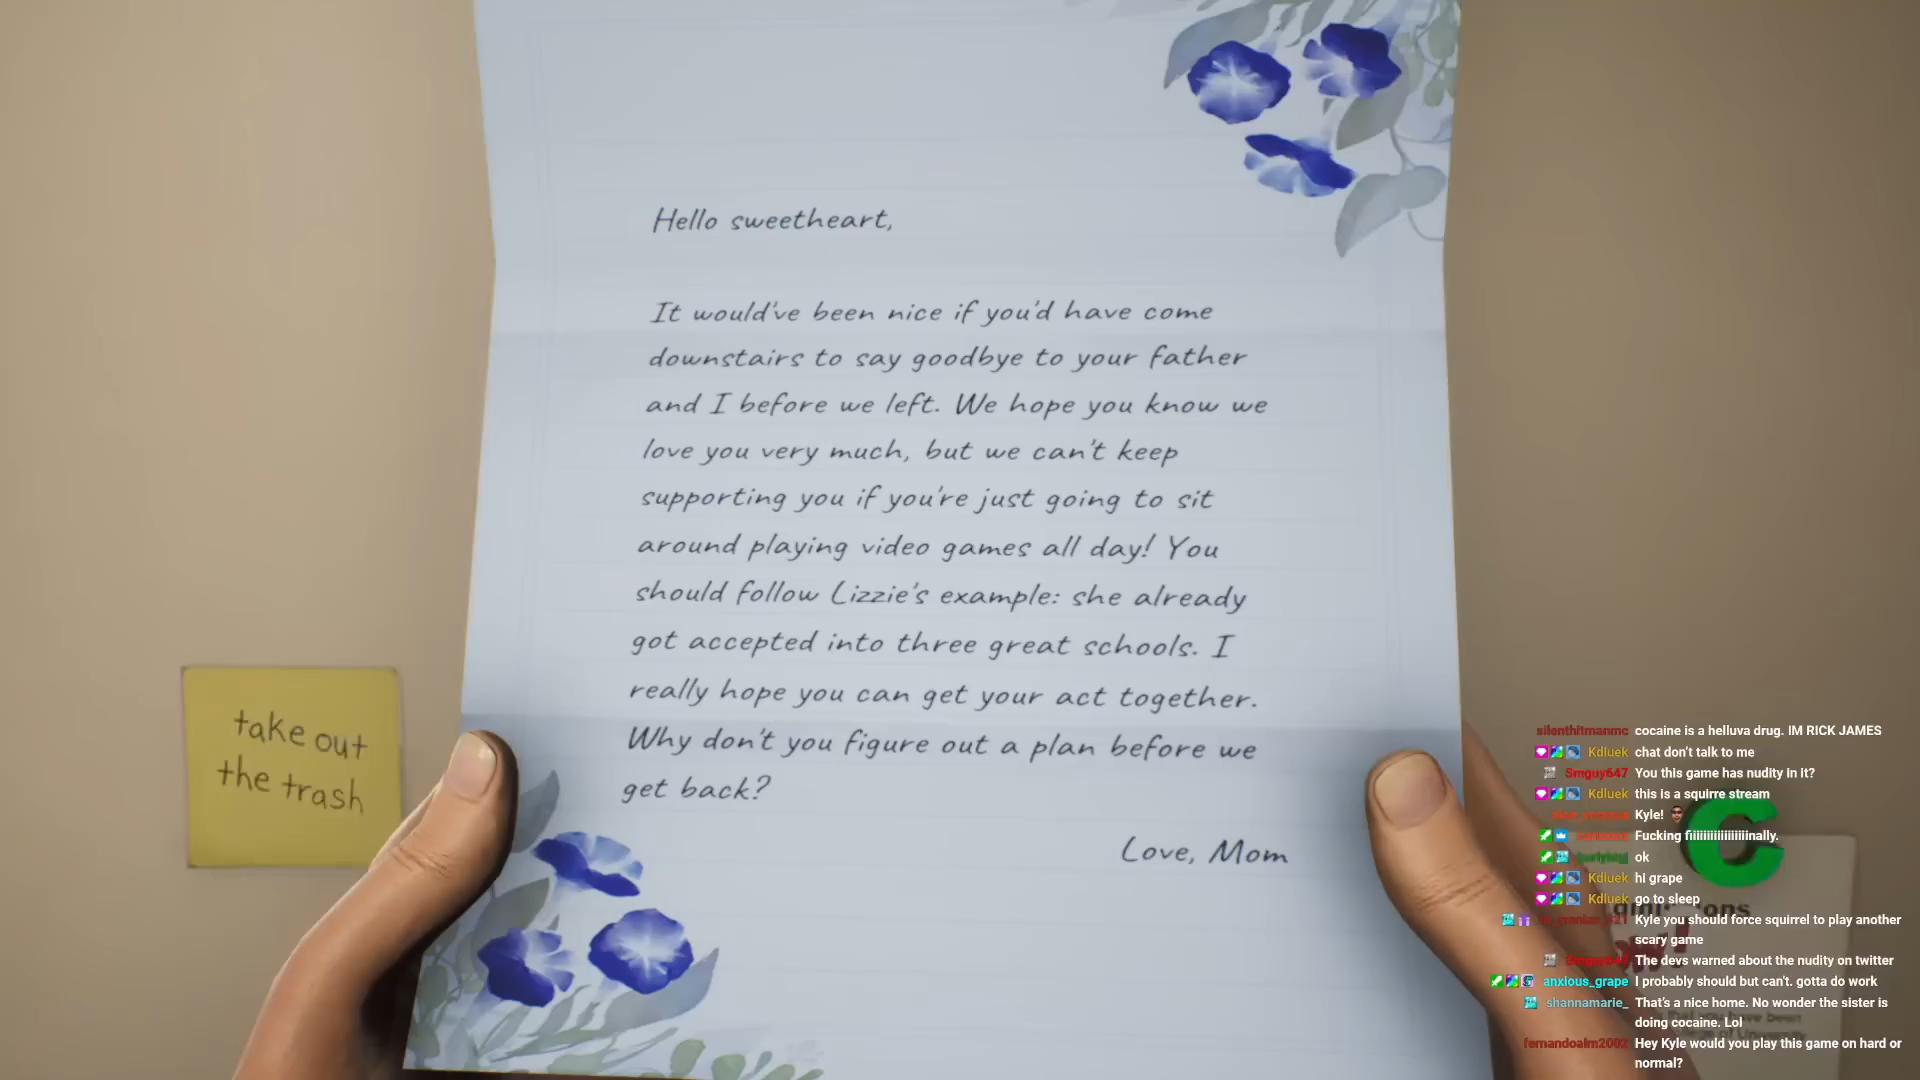 Hello sweetheart,
It would've been nice if you'd have come
downstairs to say goodbye to your father
and I before we left. We hope you know we
love you very much, but we can't keep
supporting you if you're just going to sit
around playing video games all day! You
should follow Lizzie's example: she already
got accepted into three great schools. I
really hope you can get your act together.
Why don't you figure out a plan before we
get back?
Love, Mom
take out
the trash
silenthitmanmc cocaine is a helluva drug. IM RICK JAMES
Kdluek chat don't talk to me
Smguy647 You this game has nudity in it?
Kdluek this is a squirre stream
Kyle!
Fucking fiiiiiiiiiiiiiiiinally.
ok
Kdluek hi grape
Kdluek go to sleep
Kyle you should force squirrel to play another
scary game
Smguy647 The devs warned about the nudity on twitter
anxious_grape I probably should but can't. gotta do work
shannamarie_ That's a nice home. No wonder the sister is
doing cocaine. Lol
fernandoalm2002 Hey Kyle would you play this game on hard or
normal?
C